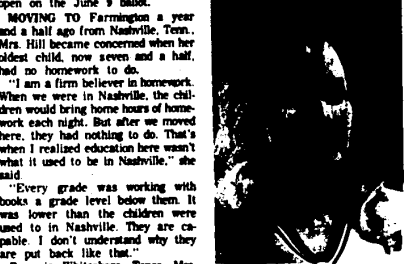 open on the June 9 ballot.
MOVING TO Farmington a year
and a half ago from Nashville, Tenn.,
Mrs. Hill became concerned when her
oldest child, now seven and a half,
had no homework to do.
"I am a firm believer in homework.
When we were in Nashville, the chil-
dren would bring home hours of home-
work each night. But after we moved
here, they had nothing to do. That's
when I realized education here wasn't
what it used to be in Nashville," she
said.
"Every grade was working with
books a grade level below them. It
was lower than the children were
used to in Nashville. They are ca-
pable. I don't understand why they
are put back like that."